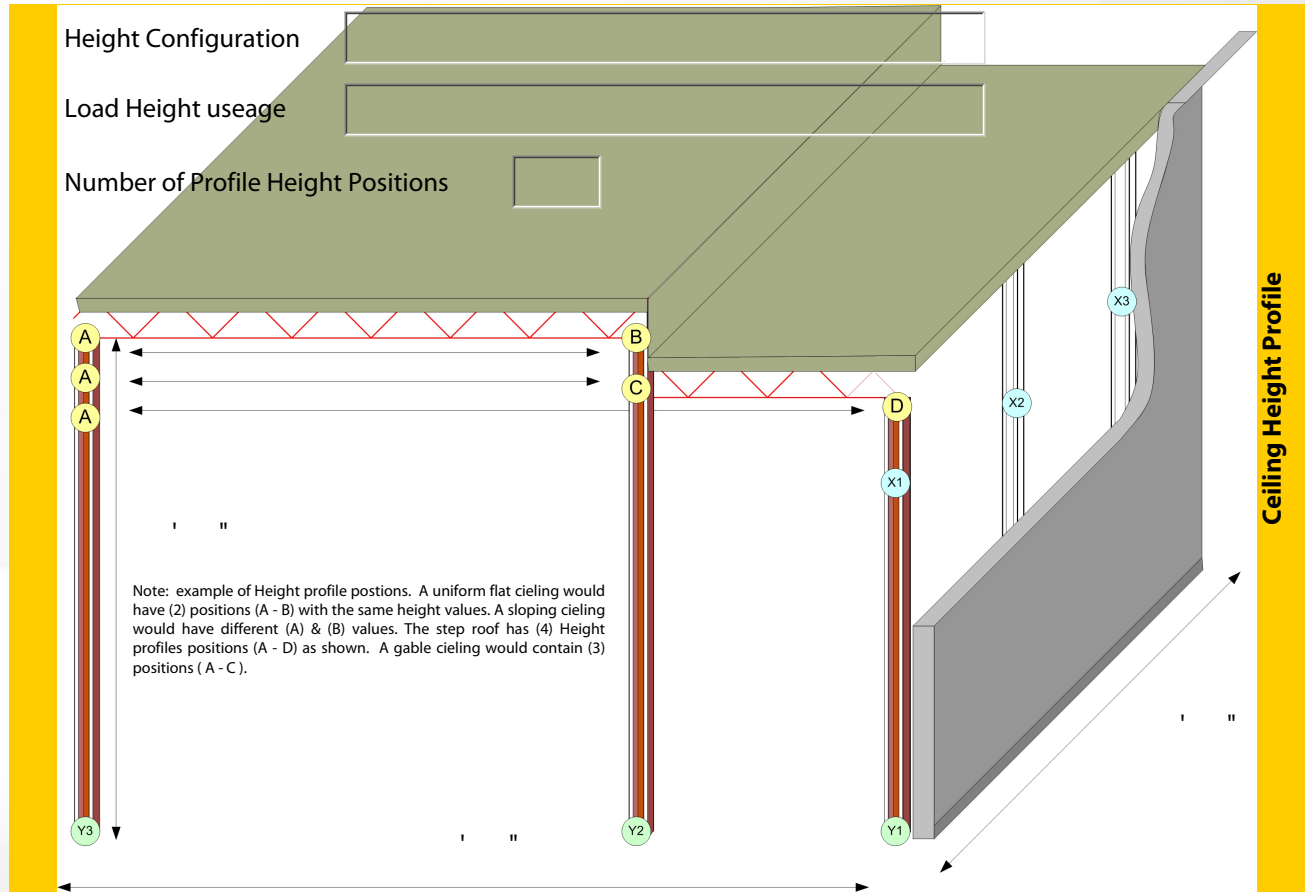 Height Configuration
Load Height useage
Number of Profile Height Positions
A
B
A
C
A
D
X1
X2
X3
' "
Note: example of Height profile postions. A uniform flat cieling would
have (2) positions (A - B) with the same height values. A sloping cieling
would have different (A) & (B) values. The step roof has (4) Height
profiles positions (A - D) as shown. A gable cieling would contain (3)
positions ( A - C ).
' "
Y3
Y2
Y1
' "
Ceiling Height Profile